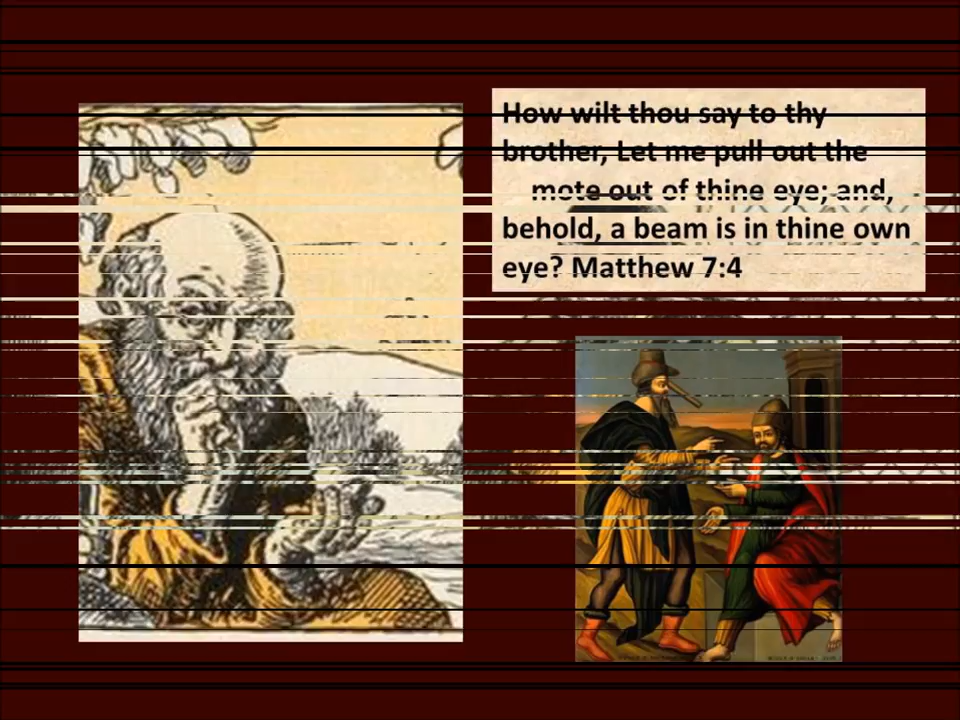 How wilt thou say to thy
brother, Let me pull out the
mote out of thine eye; and,
behold, a beam is in thine own
eye? Matthew 7:4